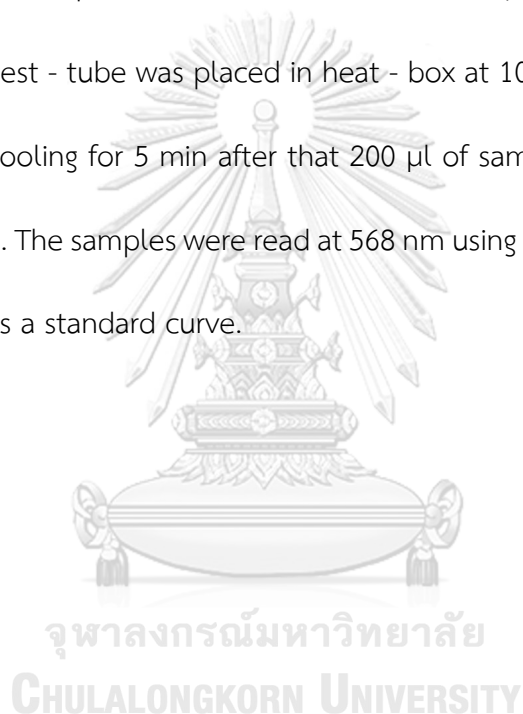 est - tube was placed in heat - box at 10
ooling for 5 min after that 200 µl of sam
. The samples were read at 568 nm using
s a standard curve.
จุฬาลงกรณ์มหาวิทยาลัย
CHULALONGKORN UNIVERSITY